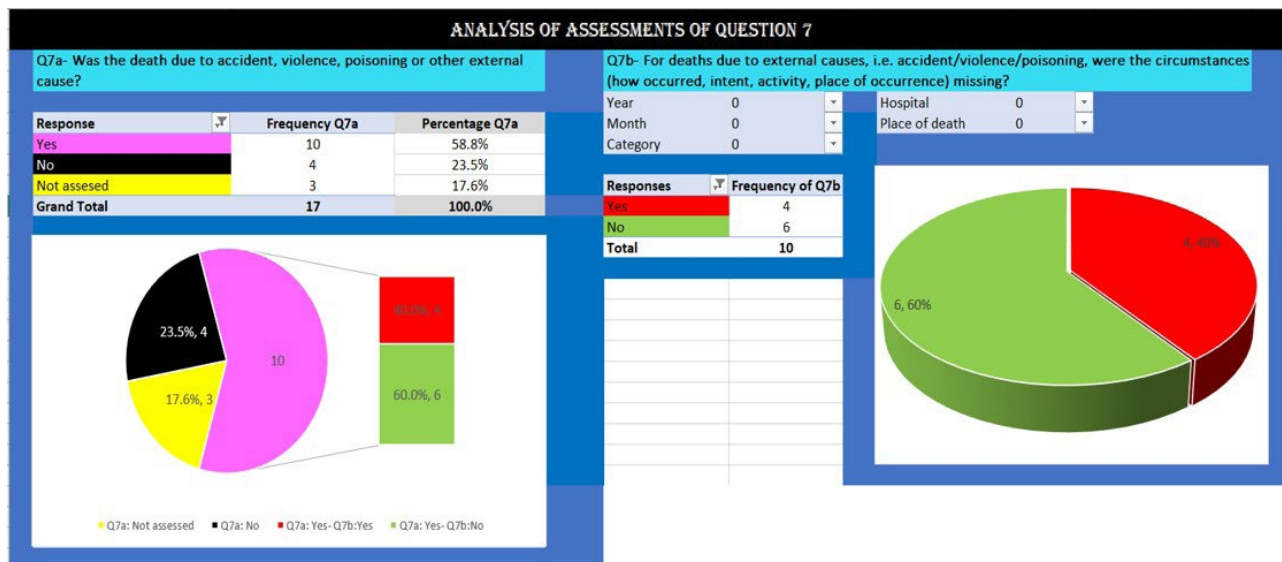 ANALYSIS OF ASSESSMENTS OF QUESTION 7
Q7a- Was the death due to accident, violence, poisoning or other external
cause?
Response Frequency Q7a Percentage Q7a
Yes 10 58.8%
No 4 23.5%
Not assesed 3 17.6%
Grand Total 17 100.0%
23.5%, 4
17.6%, 3
10
40.0%, 4
60.0%, 6
Q7a: Not assessed Q7a: No Q7a: Yes- Q7b:Yes Q7a: Yes- Q7b:No
Q7b- For deaths due to external causes, i.e. accident/violence/poisoning, were the circumstances
(how occurred, intent, activity, place of occurrence) missing?
Year 0 Hospital 0
Month 0 Place of death 0
Category 0
Responses Frequency of Q7b
Yes 4
No 6
Total 10
4, 40%
6, 60%